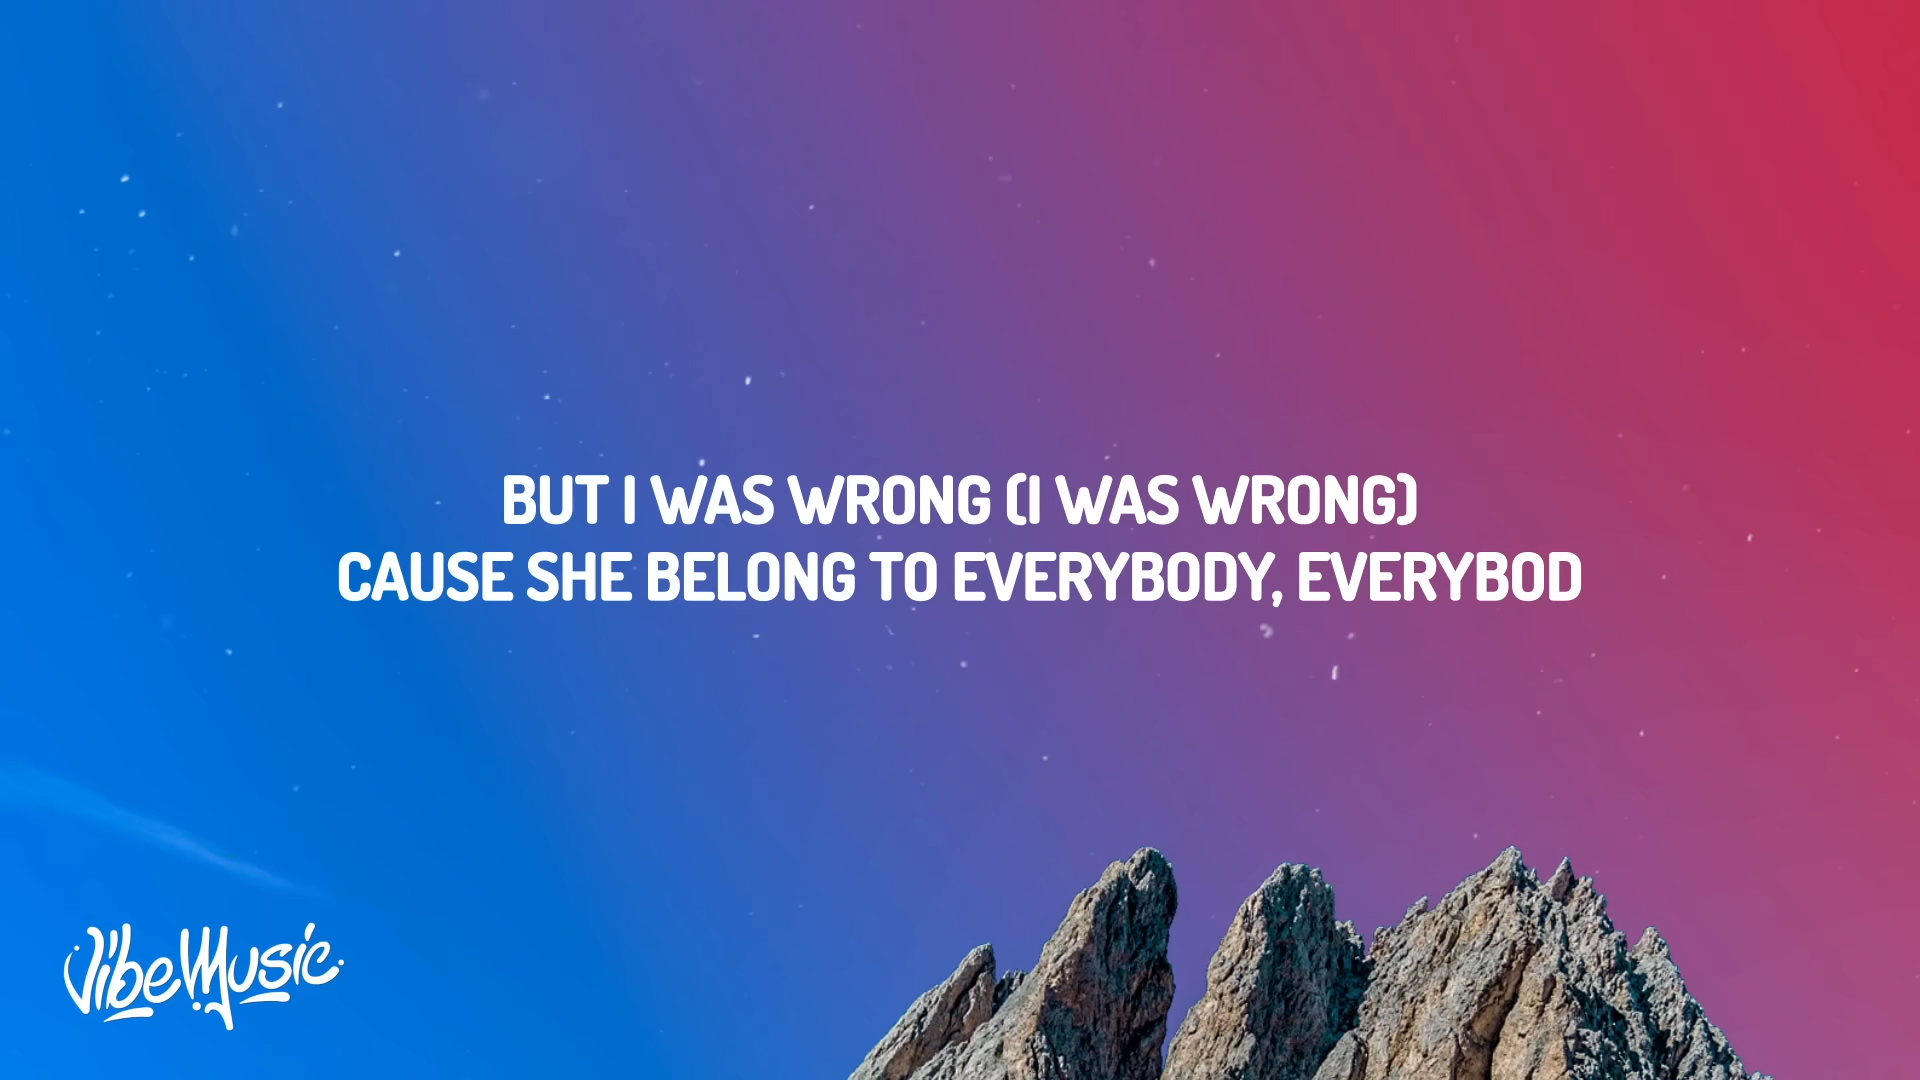 BUT I WAS WRONG (I WAS WRONG)
CAUSE SHE BELONG TO EVERYBODY, EVERYBOD
VibeMusic